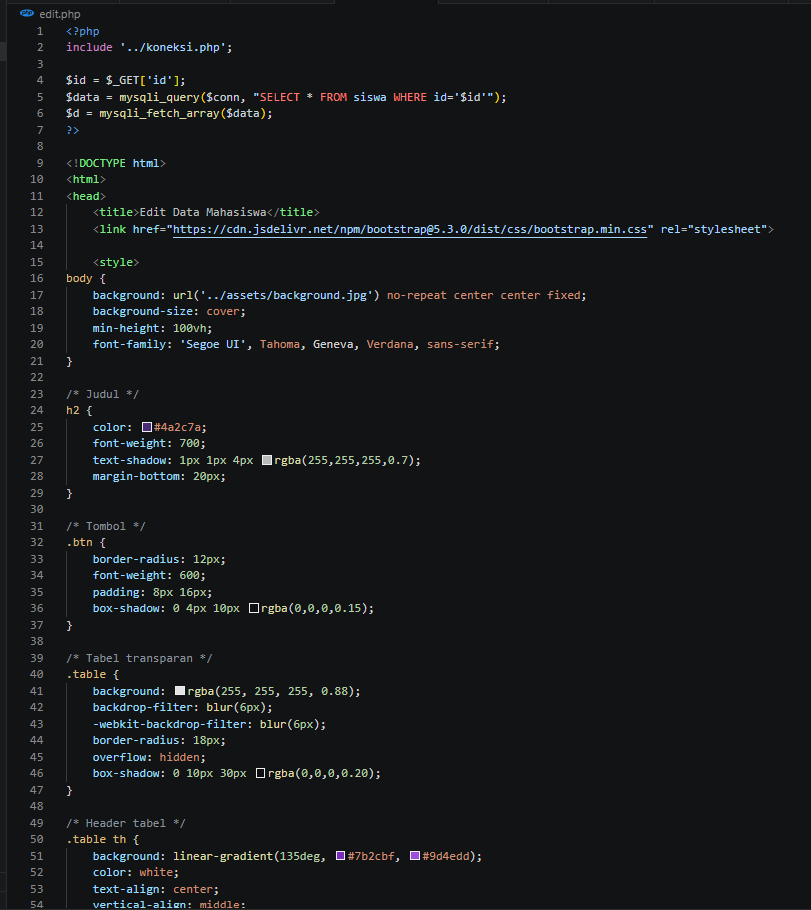 edit.php
1 <?php
2 include '../koneksi.php';
3
4 $id = $_GET['id'];
5 $data = mysqli_query($conn, "SELECT * FROM siswa WHERE id='$id'");
6 $d = mysqli_fetch_array($data);
7 ?>
8
9 <!DOCTYPE html>
10 <html>
11 <head>
12     <title>Edit Data Mahasiswa</title>
13     <link href="https://cdn.jsdelivr.net/npm/bootstrap@5.3.0/dist/css/bootstrap.min.css" rel="stylesheet">
14
15     <style>
16 body {
17     background: url('../assets/background.jpg') no-repeat center center fixed;
18     background-size: cover;
19     min-height: 100vh;
20     font-family: 'Segoe UI', Tahoma, Geneva, Verdana, sans-serif;
21 }
22
23 /* Judul */
24 h2 {
25     color: #4a2c7a;
26     font-weight: 700;
27     text-shadow: 1px 1px 4px rgba(255,255,255,0.7);
28     margin-bottom: 20px;
29 }
30
31 /* Tombol */
32 .btn {
33     border-radius: 12px;
34     font-weight: 600;
35     padding: 8px 16px;
36     box-shadow: 0 4px 10px rgba(0,0,0,0.15);
37 }
38
39 /* Tabel transparan */
40 .table {
41     background: rgba(255, 255, 255, 0.88);
42     backdrop-filter: blur(6px);
43     -webkit-backdrop-filter: blur(6px);
44     border-radius: 18px;
45     overflow: hidden;
46     box-shadow: 0 10px 30px rgba(0,0,0,0.20);
47 }
48
49 /* Header tabel */
50 .table th {
51     background: linear-gradient(135deg, #7b2cbf, #9d4edd);
52     color: white;
53     text-align: center;
54     vertical-align: middle;